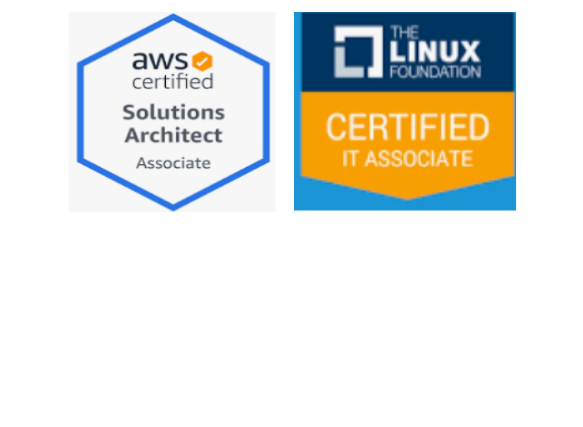 aws
certified
Solutions
Architect
Associate
THE
LINUX
FOUNDATION
CERTIFIED
IT ASSOCIATE